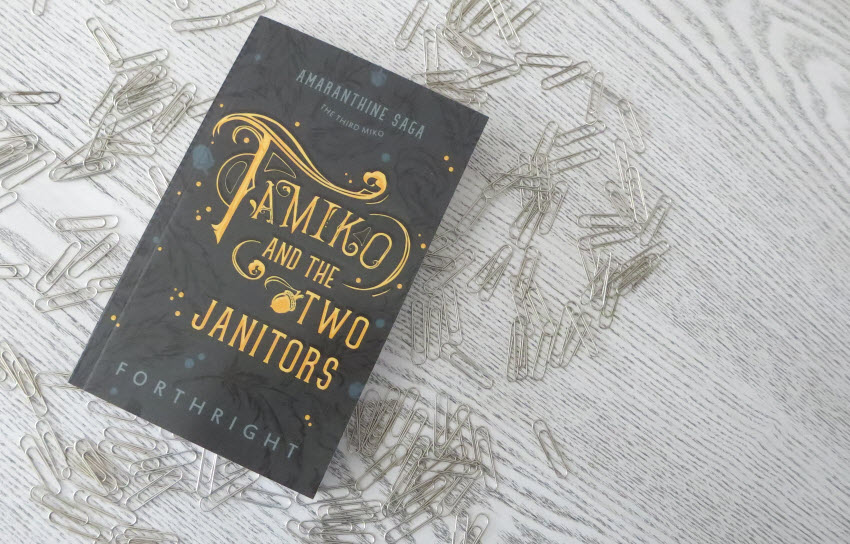 AMARANTHINE SAGA
THE THIRD MIKO
TAMIKO
AND THE
TWO
JANITORS
FORTHRIGHT